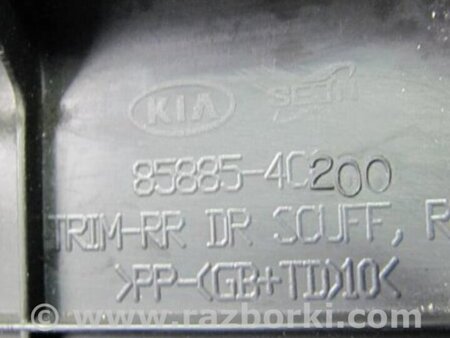 KIA
85885-4C200
TRIM-RR DR SCUFF, R
>PP-(GB+TD)10<
© www.razborki.com/